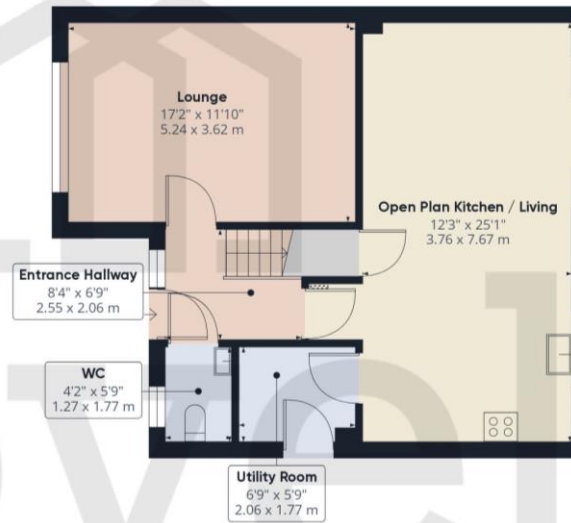 Lounge
17'2" x 11'10"
5.24 x 3.62 m
Open Plan Kitchen / Living
12'3" x 25'1"
3.76 x 7.67 m
Entrance Hallway
8'4" x 6'9"
2.55 x 2.06 m
WC
4'2" x 5'9"
1.27 x 1.77 m
Utility Room
6'9" x 5'9"
2.06 x 1.77 m